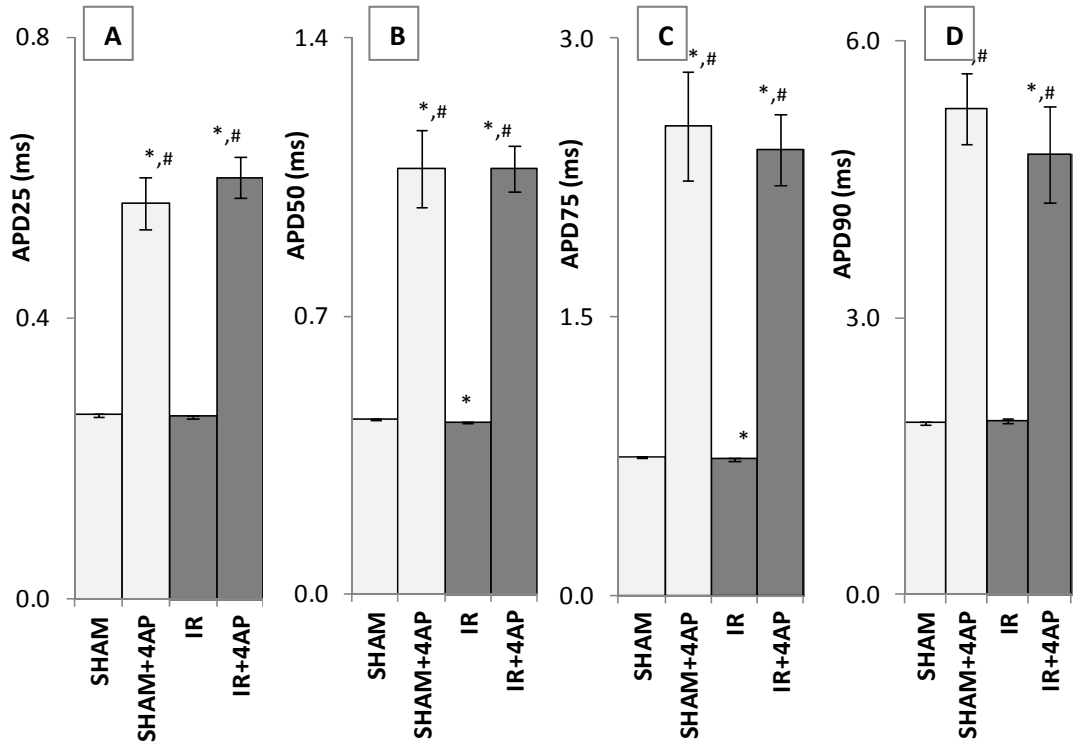 A
0.8
0.4
0.0
APD25 (ms)
*,#
*,#
SHAM
SHAM+4AP
IR
IR+4AP
B
1.4
0.7
0.0
APD50 (ms)
*,#
*
*,#
SHAM
SHAM+4AP
IR
IR+4AP
C
3.0
1.5
0.0
APD75 (ms)
*,#
*
*,#
SHAM
SHAM+4AP
IR
IR+4AP
D
6.0
3.0
0.0
APD90 (ms)
,#
*,#
SHAM
SHAM+4AP
IR
IR+4AP